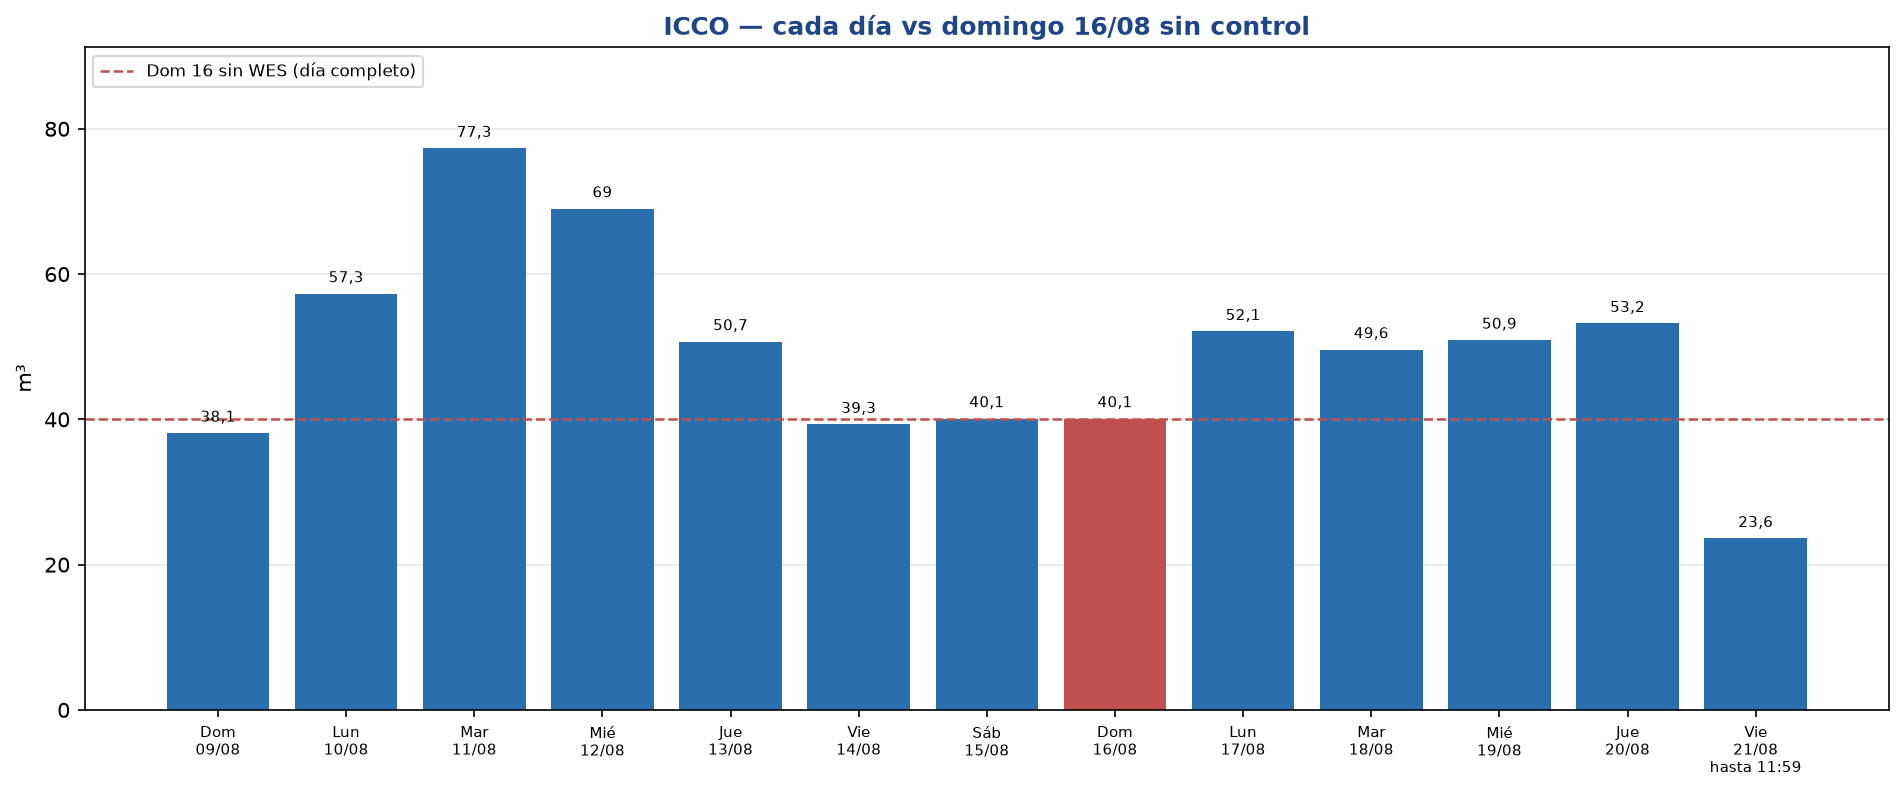 ICCO — cada día vs domingo 16/08 sin control
Dom 16 sin WES (día completo)
m³
80
60
40
20
0
38,1
57,3
77,3
69
50,7
39,3
40,1
40,1
52,1
49,6
50,9
53,2
23,6
Dom
09/08
Lun
10/08
Mar
11/08
Mié
12/08
Jue
13/08
Vie
14/08
Sáb
15/08
Dom
16/08
Lun
17/08
Mar
18/08
Mié
19/08
Jue
20/08
Vie
21/08
hasta 11:59